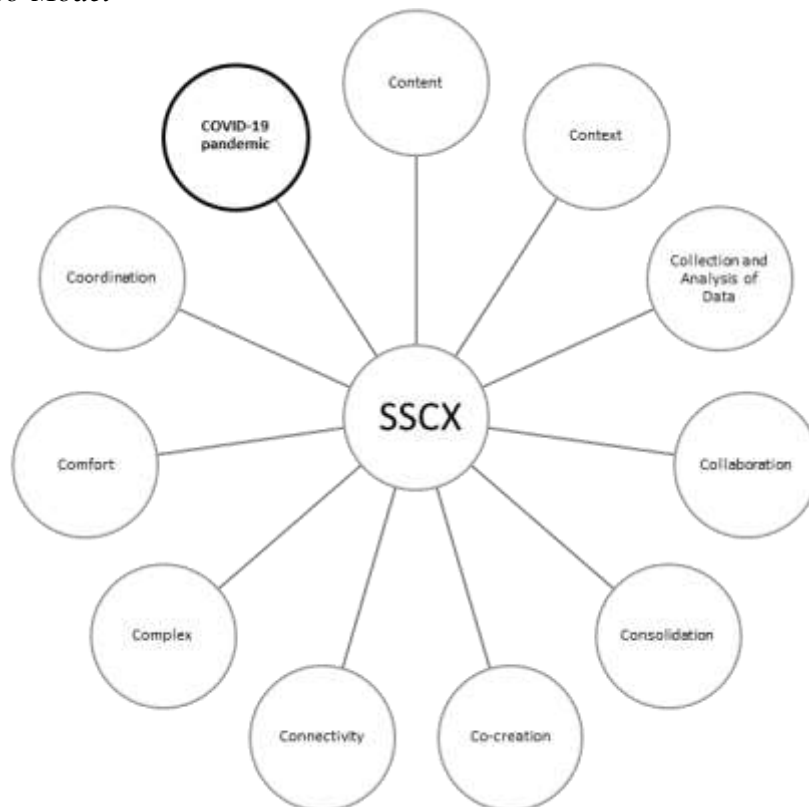 Content
COVID-19
pandemic
Context
Collection and
Analysis of
Data
Coordination
SSCX
Comfort
Collaboration
Complex
Consolidation
Connectivity
Co-creation